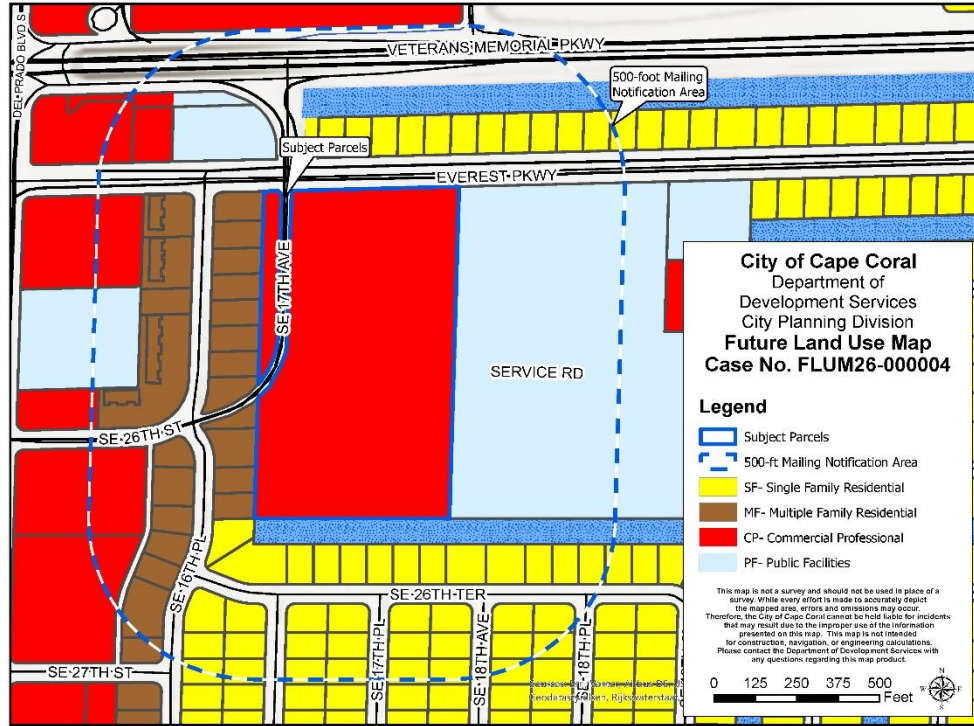 DEL PRADO BLVD S
VETERANS MEMORIAL PKWY
500-foot Mailing
Notification Area
Subject Parcels
EVEREST PKWY
SE 17TH AVE
SERVICE RD
SE 26TH ST
SE 16TH PL
SE 26TH TER
SE 27TH ST
SE 17TH PL
SE 18TH AVE
SE 18TH PL
City of Cape Coral
Department of
Development Services
City Planning Division
Future Land Use Map
Case No. FLUM26-000004
Legend
Subject Parcels
500-ft Mailing Notification Area
SF- Single Family Residential
MF- Multiple Family Residential
CP- Commercial Professional
PF- Public Facilities
This map is not a survey and should not be used in place of a
survey. While every effort is made to accurately depict
the mapped area, errors and omissions may occur.
Therefore, the City of Cape Coral cannot be held liable for incidents
that may result due to the improper use of the information
presented on this map. This map is not intended
for construction, navigation, or engineering calculations.
Please contact the Department of Development Services with
any questions regarding this map product.
0 125 250 375 500
Feet
N
W E
S